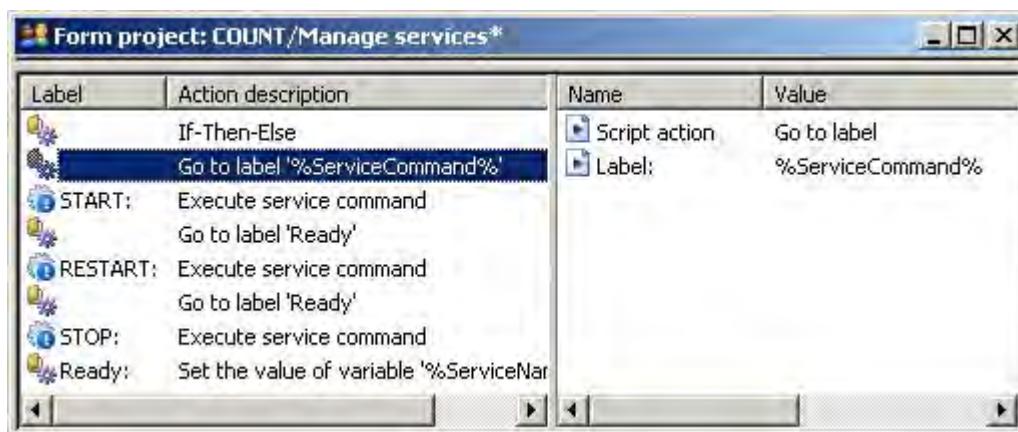 Form project: COUNT/Manage services*
Label Action description Name Value
If-Then-Else Script action Go to label
Go to label '%ServiceCommand%' Label: %ServiceCommand%
START: Execute service command
Go to label 'Ready'
RESTART: Execute service command
Go to label 'Ready'
STOP: Execute service command
Ready: Set the value of variable '%ServiceNar